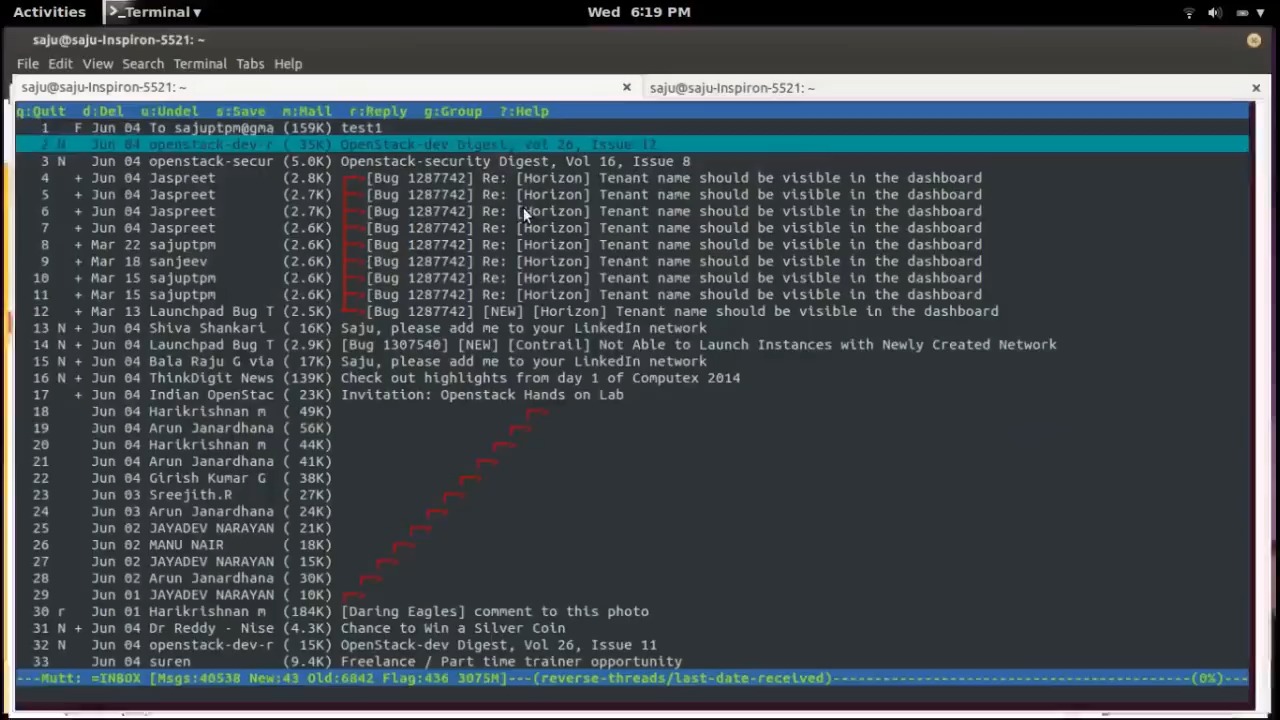 Activities >_Terminal▾ Wed 6:19 PM
saju@saju-Inspiron-5521: ~
File Edit View Search Terminal Tabs Help
saju@saju-Inspiron-5521: ~ × saju@saju-Inspiron-5521: ~ ×
q:Quit d:Del u:Undel s:Save m:Mail r:Reply g:Group ?:Help
1 F Jun 04 To sajuptpm@gma (159K) test1
2 N Jun 04 openstack-dev-r ( 35K) OpenStack-dev Digest, Vol 26, Issue 12
3 N Jun 04 openstack-secur (5.0K) Openstack-security Digest, Vol 16, Issue 8
4 + Jun 04 Jaspreet (2.8K) [Bug 1287742] Re: [Horizon] Tenant name should be visible in the dashboard
5 + Jun 04 Jaspreet (2.7K) [Bug 1287742] Re: [Horizon] Tenant name should be visible in the dashboard
6 + Jun 04 Jaspreet (2.7K) [Bug 1287742] Re: [Horizon] Tenant name should be visible in the dashboard
7 + Jun 04 Jaspreet (2.6K) [Bug 1287742] Re: [Horizon] Tenant name should be visible in the dashboard
8 + Mar 22 sajuptpm (2.6K) [Bug 1287742] Re: [Horizon] Tenant name should be visible in the dashboard
9 + Mar 18 sanjeev (2.6K) [Bug 1287742] Re: [Horizon] Tenant name should be visible in the dashboard
10 + Mar 15 sajuptpm (2.6K) [Bug 1287742] Re: [Horizon] Tenant name should be visible in the dashboard
11 + Mar 15 sajuptpm (2.6K) [Bug 1287742] Re: [Horizon] Tenant name should be visible in the dashboard
12 + Mar 13 Launchpad Bug T (2.5K) [Bug 1287742] [NEW] [Horizon] Tenant name should be visible in the dashboard
13 N + Jun 04 Shiva Shankari ( 16K) Saju, please add me to your LinkedIn network
14 N + Jun 04 Launchpad Bug T (2.9K) [Bug 1307540] [NEW] [Contrail] Not Able to Launch Instances with Newly Created Network
15 N + Jun 04 Bala Raju G via ( 17K) Saju, please add me to your LinkedIn network
16 N + Jun 04 ThinkDigit News (139K) Check out highlights from day 1 of Computex 2014
17 + Jun 04 Indian OpenStac ( 23K) Invitation: Openstack Hands on Lab
18 Jun 04 Harikrishnan m ( 49K)
19 Jun 04 Arun Janardhana ( 56K)
20 Jun 04 Harikrishnan m ( 44K)
21 Jun 04 Arun Janardhana ( 41K)
22 Jun 04 Girish Kumar G ( 38K)
23 Jun 03 Sreejith.R ( 27K)
24 Jun 03 Arun Janardhana ( 24K)
25 Jun 02 JAYADEV NARAYAN ( 21K)
26 Jun 02 MANU NAIR ( 18K)
27 Jun 02 JAYADEV NARAYAN ( 15K)
28 Jun 02 Arun Janardhana ( 30K)
29 Jun 01 JAYADEV NARAYAN ( 10K)
30 r Jun 01 Harikrishnan m (184K) [Daring Eagles] comment to this photo
31 N + Jun 04 Dr Reddy - Nise (4.3K) Chance to Win a Silver Coin
32 N Jun 04 openstack-dev-r ( 15K) OpenStack-dev Digest, Vol 26, Issue 11
33 Jun 04 suren (9.4K) Freelance / Part time trainer opportunity
---Mutt: =INBOX [Msgs:40538 New:43 Old:6842 Flag:436 3075M]---(reverse-threads/last-date-received)-------------------------------------------(0%)---